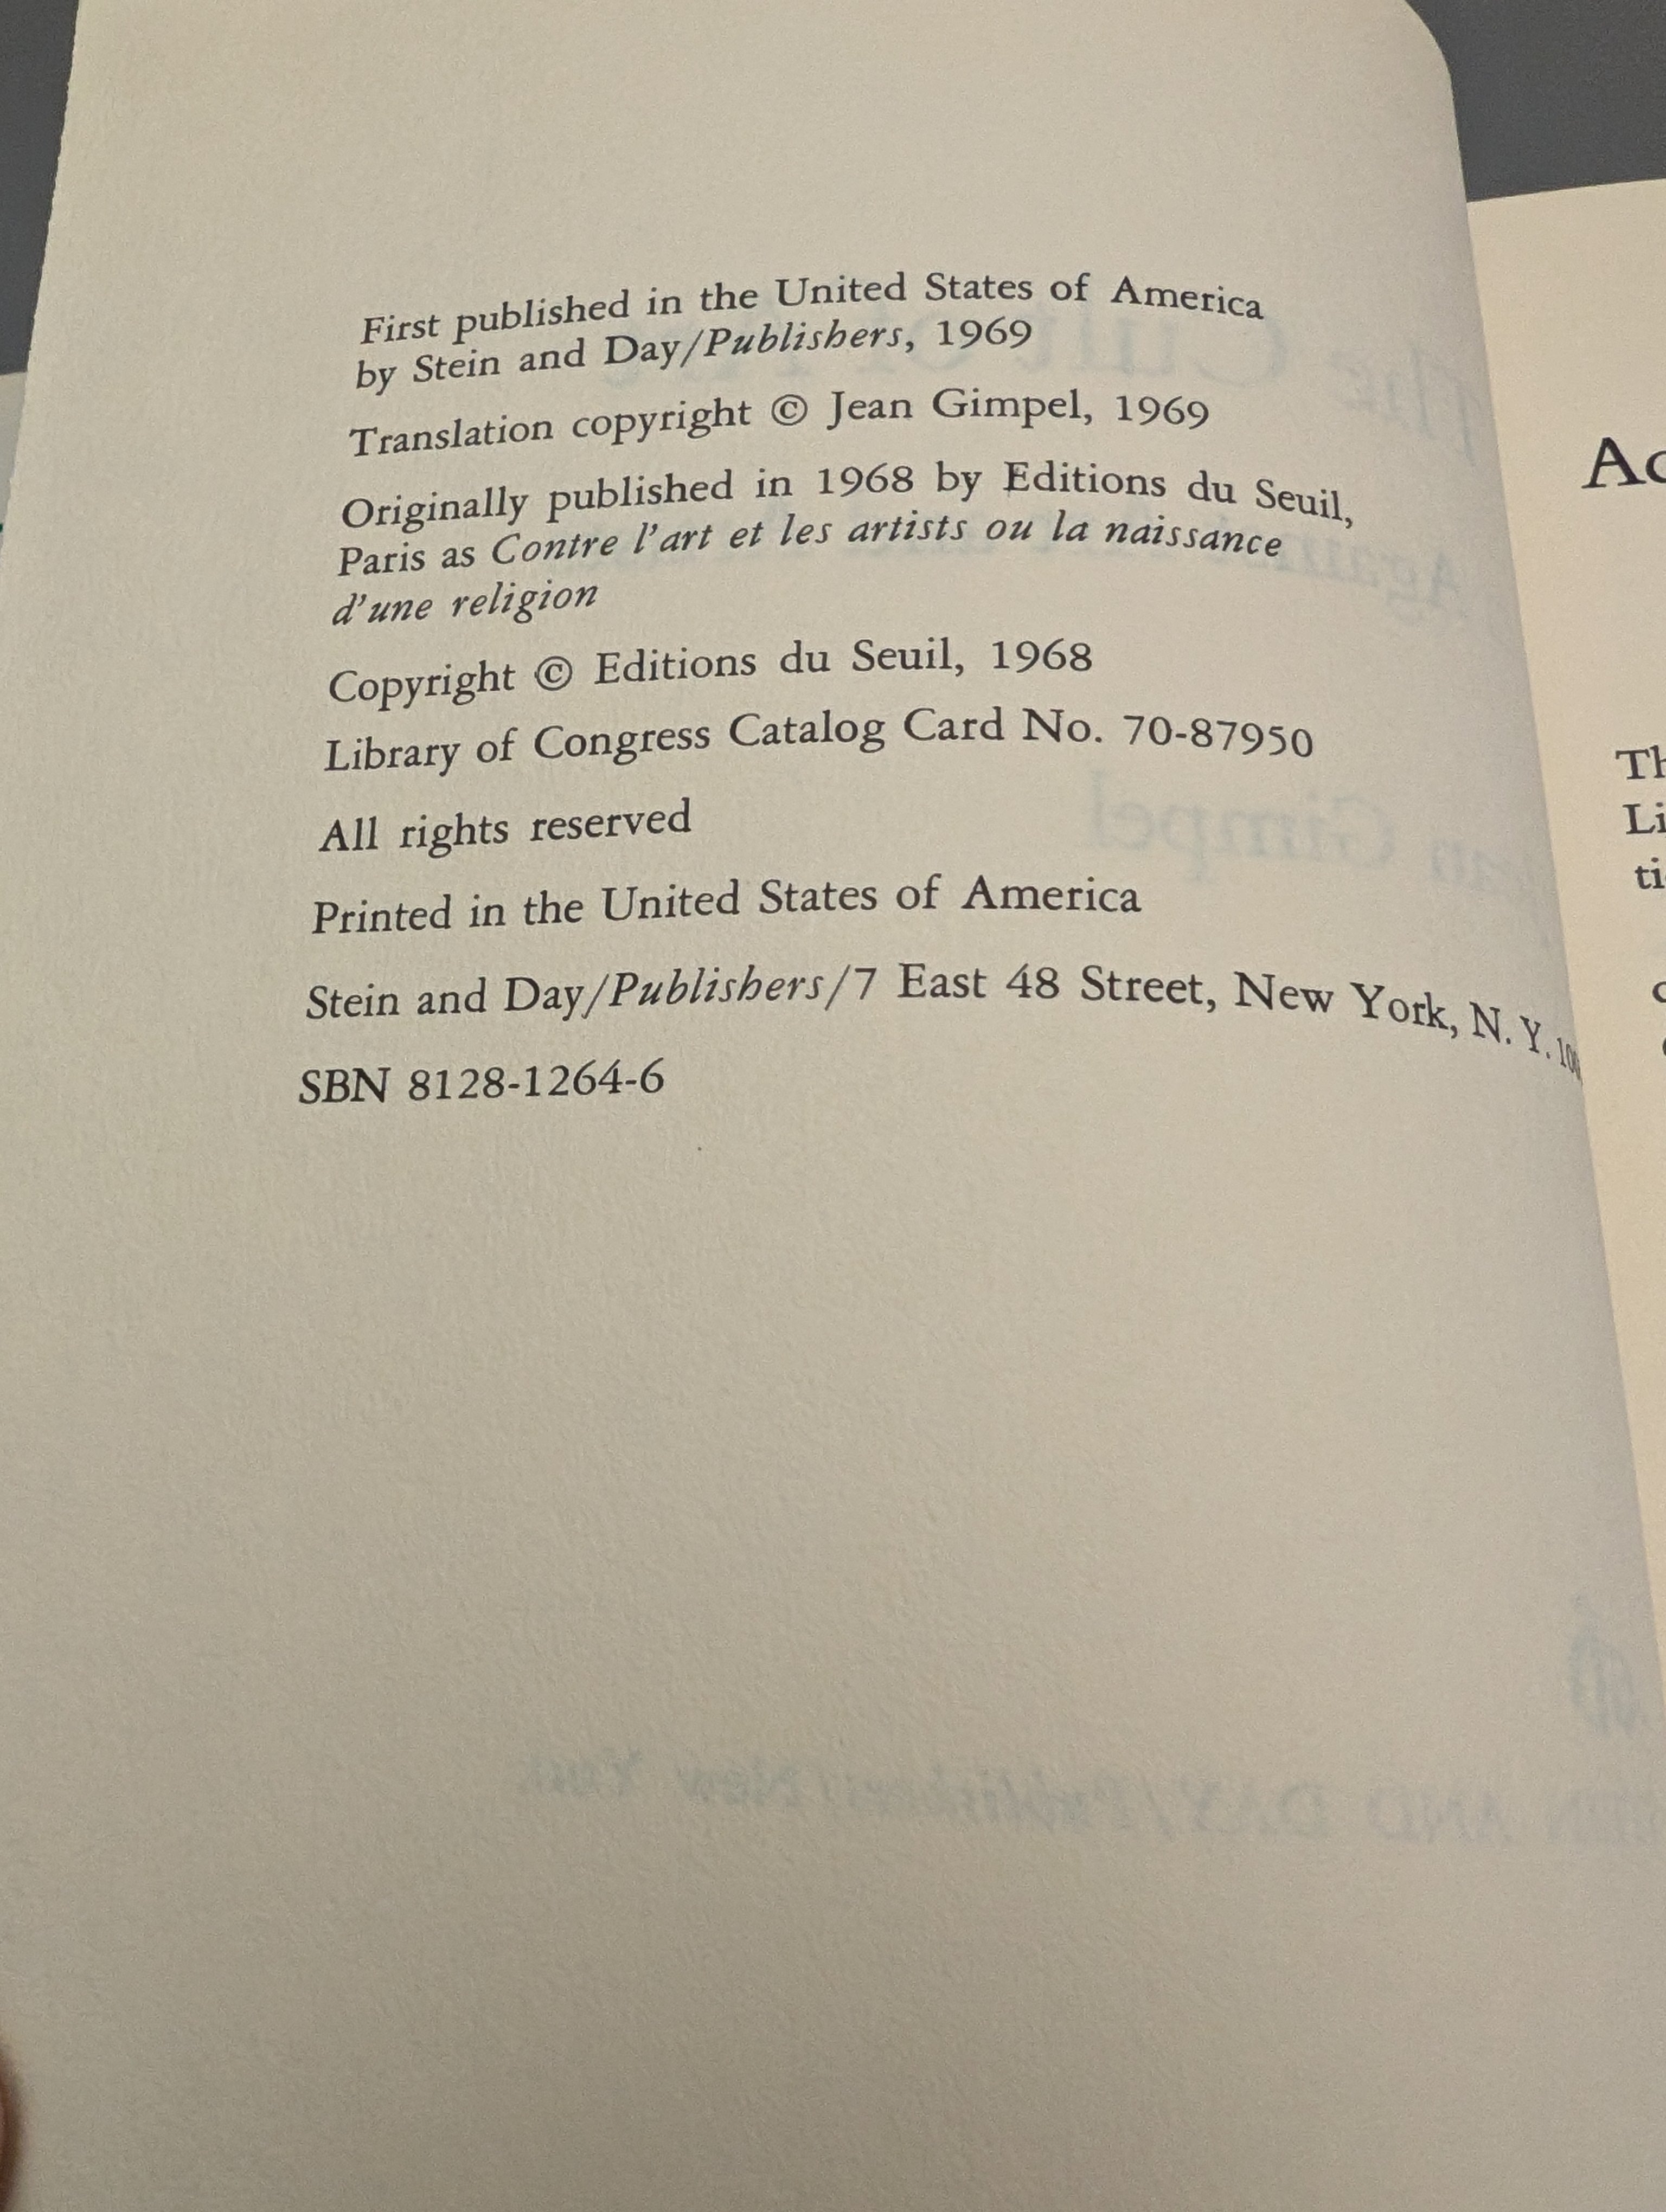 First published in the United States of America
by Stein and Day/Publishers, 1969
Translation copyright © Jean Gimpel, 1969
Originally published in 1968 by Editions du Seuil,
Paris as Contre l'art et les artists ou la naissance
d'une religion
Copyright © Editions du Seuil, 1968
Library of Congress Catalog Card No. 70-87950
All rights reserved
Printed in the United States of America
Stein and Day/Publishers/7 East 48 Street, New York, N. Y.
SBN 8128-1264-6